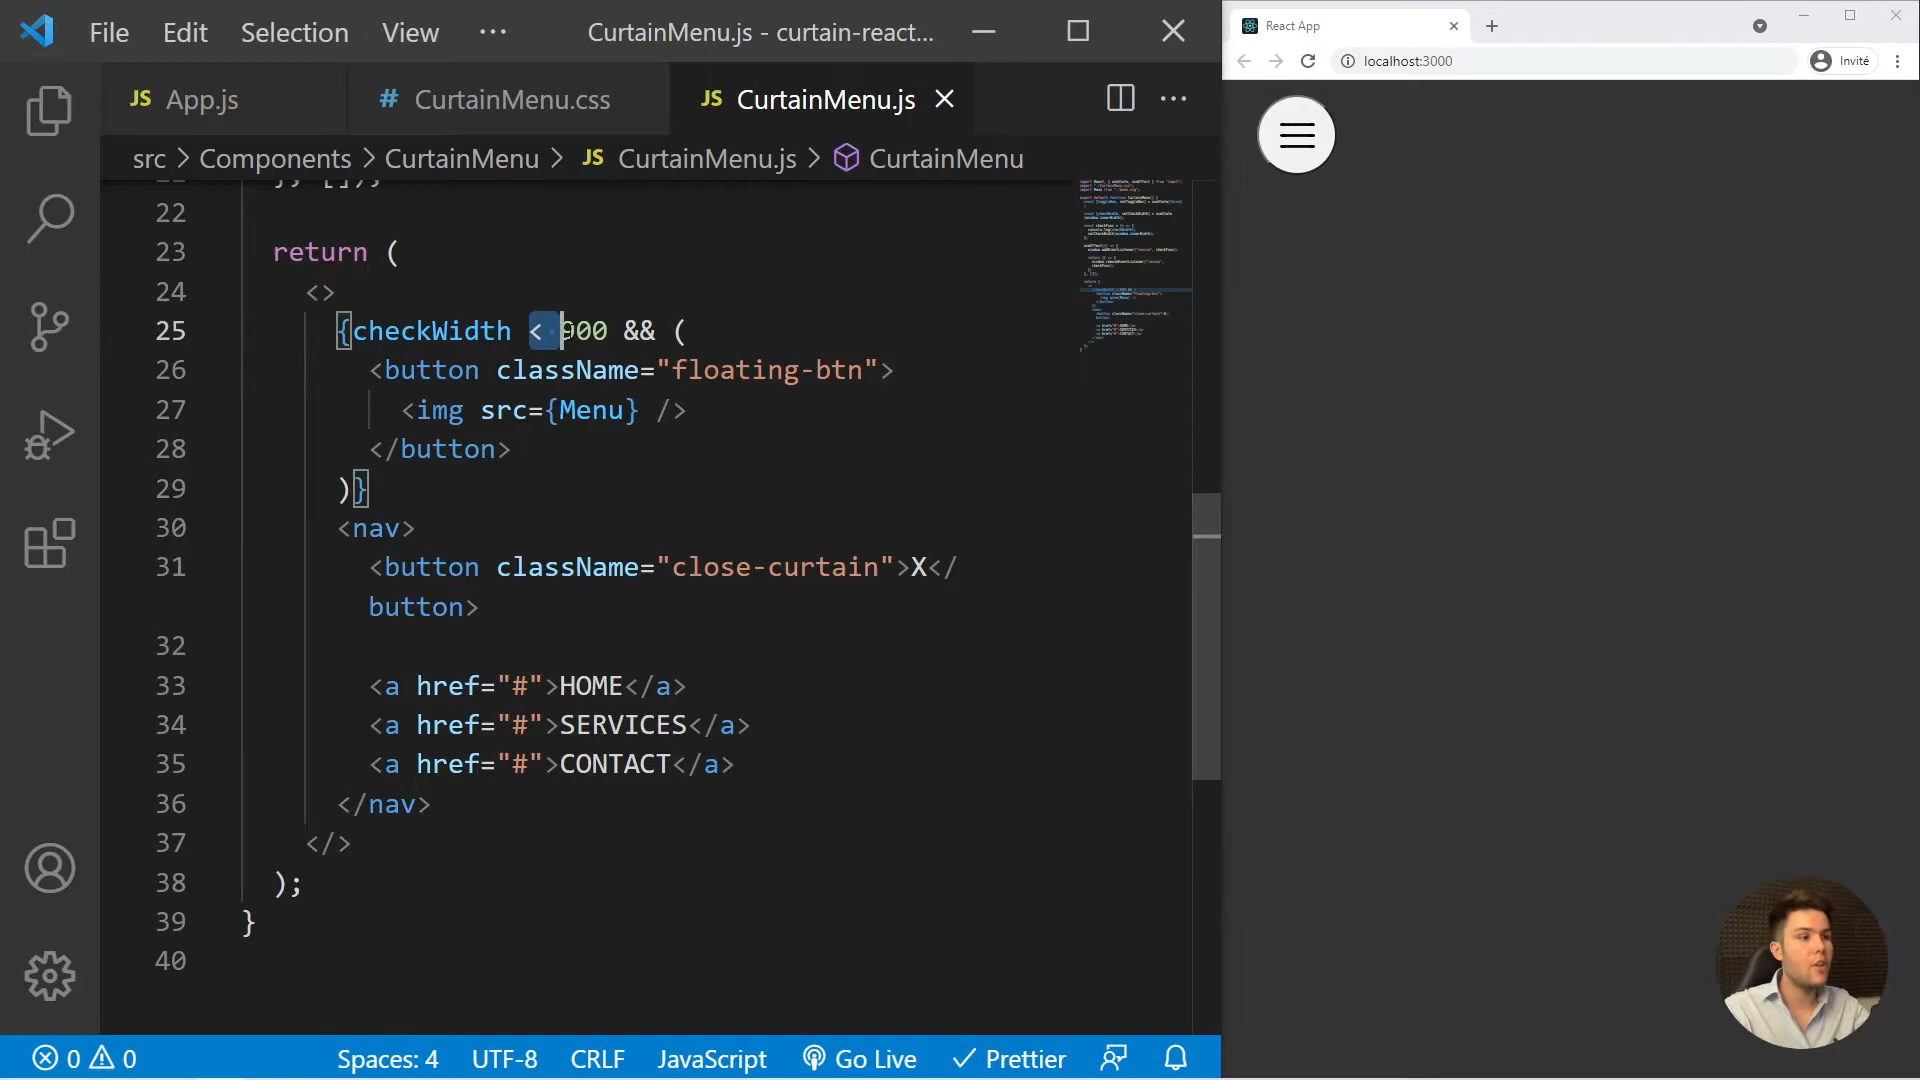 File Edit Selection View ··· CurtainMenu.js - curtain-react...
JS App.js # CurtainMenu.css JS CurtainMenu.js
src > Components > CurtainMenu > JS CurtainMenu.js > CurtainMenu
22
23 return (
24 <>
25 {checkWidth < 900 && (
26 <button className="floating-btn">
27 <img src={Menu} />
28 </button>
29 )}
30 <nav>
31 <button className="close-curtain">X</
button>
32
33 <a href="#">HOME</a>
34 <a href="#">SERVICES</a>
35 <a href="#">CONTACT</a>
36 </nav>
37 </>
38 );
39 }
40
0 0 Spaces: 4 UTF-8 CRLF JavaScript Go Live Prettier
React App
localhost:3000 Invité